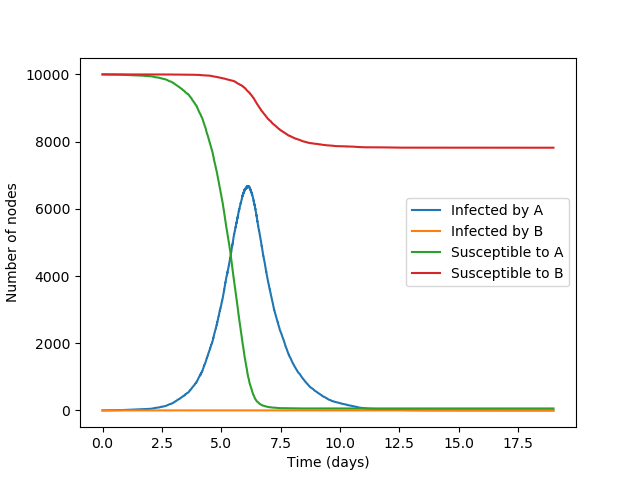 10000
8000
6000
4000
2000
0
Number of nodes
Infected by A
Infected by B
Susceptible to A
Susceptible to B
0.0 2.5 5.0 7.5 10.0 12.5 15.0 17.5
Time (days)